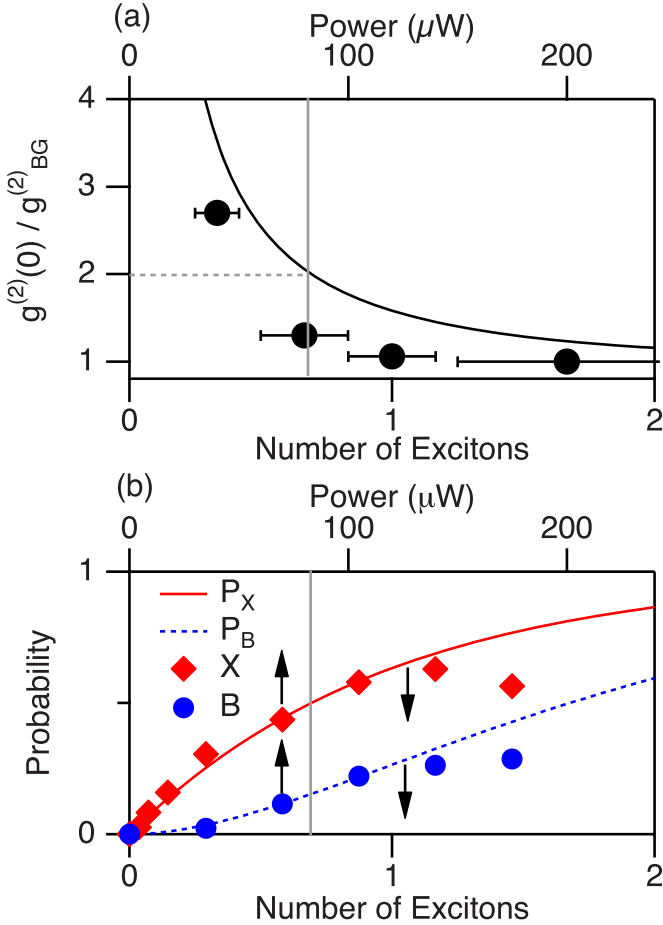 (a)
Power (μW)
0 100 200
4
3
2
1
g(2)(0) / g(2)BG
0 1 2
Number of Excitons
(b)
Power (μW)
0 100 200
1
0
Probability
PX
PB
X
B
0 1 2
Number of Excitons